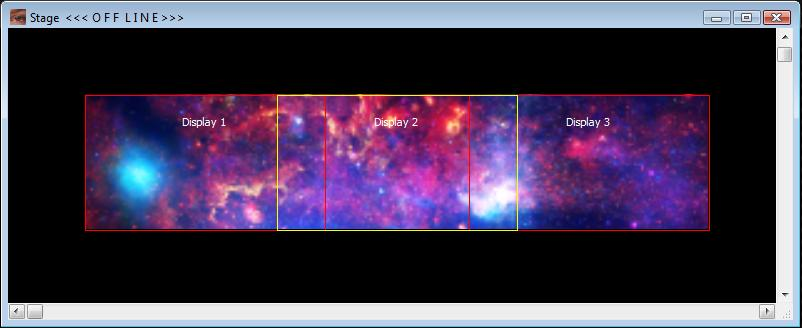 Stage <<< O F F L I N E >>>
Display 1 Display 2 Display 3